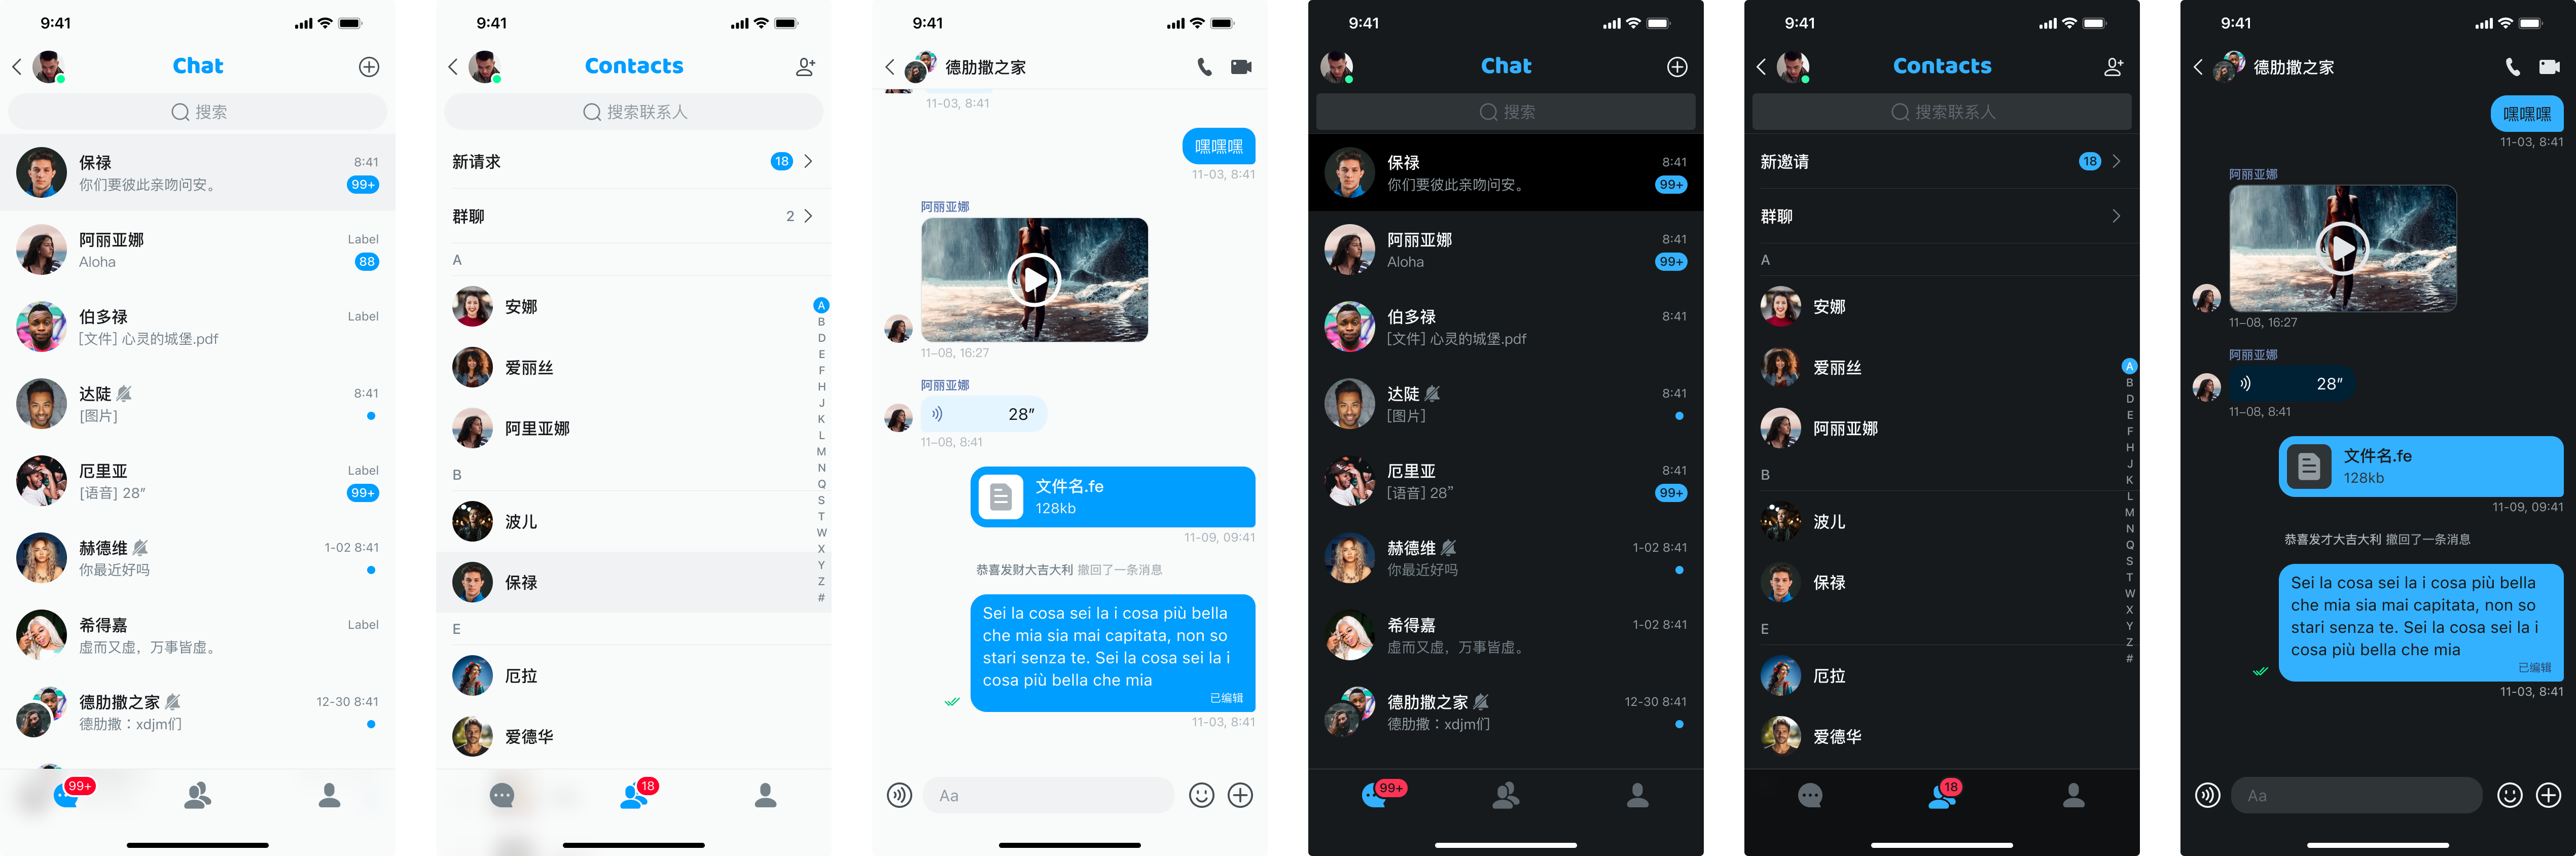 9:41
Chat
搜索
保禄
8:41
你们要彼此亲吻问安。
99+
阿丽亚娜
Label
Aloha
88
伯多禄
Label
[文件] 心灵的城堡.pdf
达陡
8:41
[图片]
厄里亚
Label
[语音] 28”
99+
赫德维
1-02 8:41
你最近好吗
希得嘉
Label
虚而又虚，万事皆虚。
德肋撒之家
12-30 8:41
德肋撒：xdjm们
99+
9:41
Contacts
搜索联系人
新请求
18
群聊
2
A
安娜
爱丽丝
阿里亚娜
B
波儿
保禄
E
厄拉
爱德华
A
B
D
E
F
H
J
K
L
M
N
Q
S
T
W
X
Y
Z
#
18
9:41
德肋撒之家
11-03, 8:41
嘿嘿嘿
11-03, 8:41
阿丽亚娜
11-08, 16:27
阿丽亚娜
28”
11-08, 8:41
文件名.fe
128kb
11-09, 09:41
恭喜发财大吉大利 撤回了一条消息
Sei la cosa sei la i cosa più bella
che mia sia mai capitata, non so
stari senza te. Sei la cosa sei la i
cosa più bella che mia
已编辑
11-03, 8:41
Aa
9:41
Chat
搜索
保禄
8:41
你们要彼此亲吻问安。
99+
阿丽亚娜
8:41
Aloha
99+
伯多禄
8:41
[文件] 心灵的城堡.pdf
达陡
8:41
[图片]
厄里亚
8:41
[语音] 28”
99+
赫德维
1-02 8:41
你最近好吗
希得嘉
1-02 8:41
虚而又虚，万事皆虚。
德肋撒之家
12-30 8:41
德肋撒：xdjm们
99+
9:41
Contacts
搜索联系人
新邀请
18
群聊
A
安娜
爱丽丝
阿丽亚娜
B
波儿
保禄
E
厄拉
爱德华
A
B
D
E
F
H
J
K
L
M
N
Q
S
T
W
X
Y
Z
#
18
9:41
德肋撒之家
嘿嘿嘿
11-03, 8:41
阿丽亚娜
11-08, 16:27
阿丽亚娜
28”
11-08, 8:41
文件名.fe
128kb
11-09, 09:41
恭喜发才大吉大利 撤回了一条消息
Sei la cosa sei la i cosa più bella
che mia sia mai capitata, non so
stari senza te. Sei la cosa sei la i
cosa più bella che mia
已编辑
11-03, 8:41
Aa